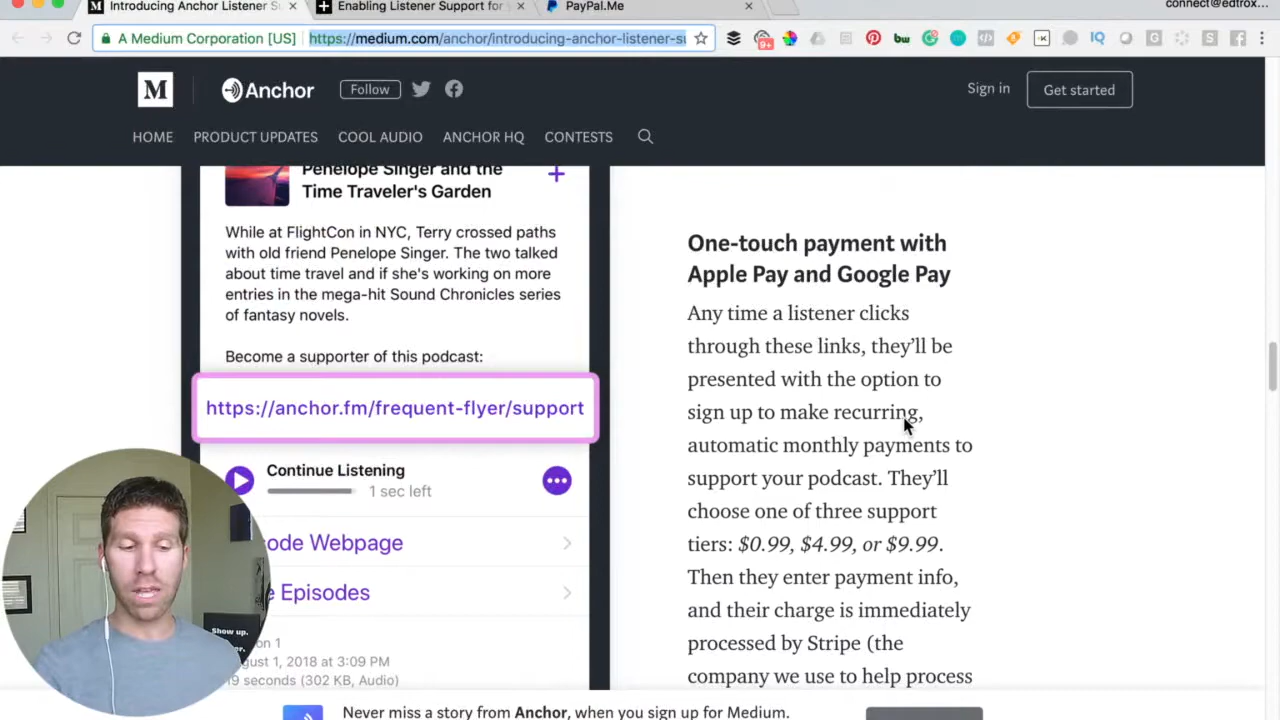 Introducing Anchor Listener S
Enabling Listener Support for
PayPal.Me
connect@edtrox...
A Medium Corporation [US]
https://medium.com/anchor/introducing-anchor-listener-su
M
Anchor
Follow
Sign in
Get started
HOME
PRODUCT UPDATES
COOL AUDIO
ANCHOR HQ
CONTESTS
Penelope Singer and the
Time Traveler's Garden
While at FlightCon in NYC, Terry crossed paths
with old friend Penelope Singer. The two talked
about time travel and if she's working on more
entries in the mega-hit Sound Chronicles series
of fantasy novels.
Become a supporter of this podcast:
https://anchor.fm/frequent-flyer/support
Continue Listening
1 sec left
ode Webpage
e Episodes
on 1
gust 1, 2018 at 3:09 PM
19 seconds (302 KB, Audio)
One-touch payment with
Apple Pay and Google Pay
Any time a listener clicks
through these links, they’ll be
presented with the option to
sign up to make recurring,
automatic monthly payments to
support your podcast. They’ll
choose one of three support
tiers: $0.99, $4.99, or $9.99.
Then they enter payment info,
and their charge is immediately
processed by Stripe (the
company we use to help process
Show up.
Never miss a story from Anchor, when you sign up for Medium.